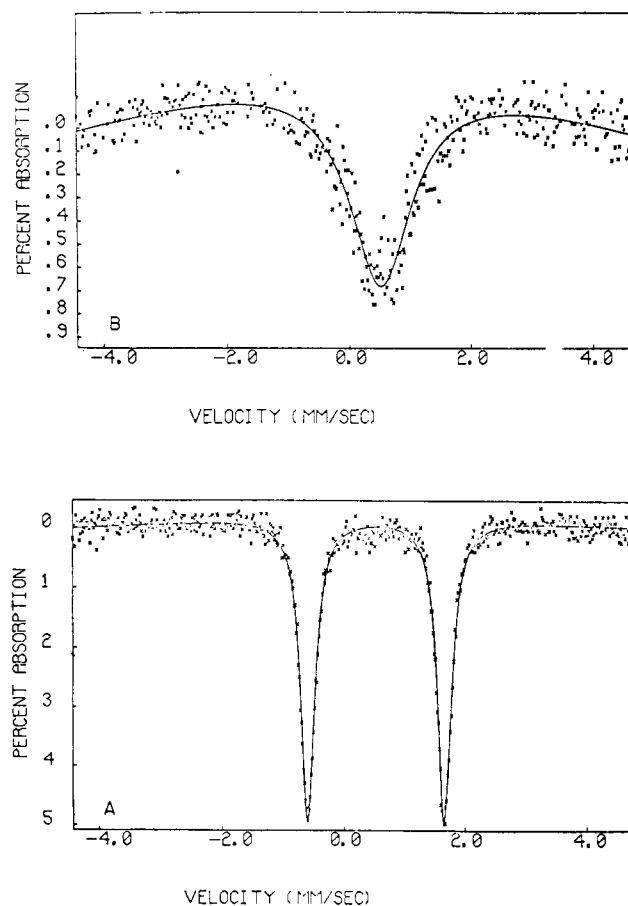 PERCENT ABSORPTION
.0
.1
.2
.3
.4
.5
.6
.7
.8
.9
B
-4.0 -2.0 0.0 2.0 4.0
VELOCITY (MM/SEC)
PERCENT ABSORPTION
0
1
2
3
4
5
A
-4.0 -2.0 0.0 2.0 4.0
VELOCITY (MM/SEC)